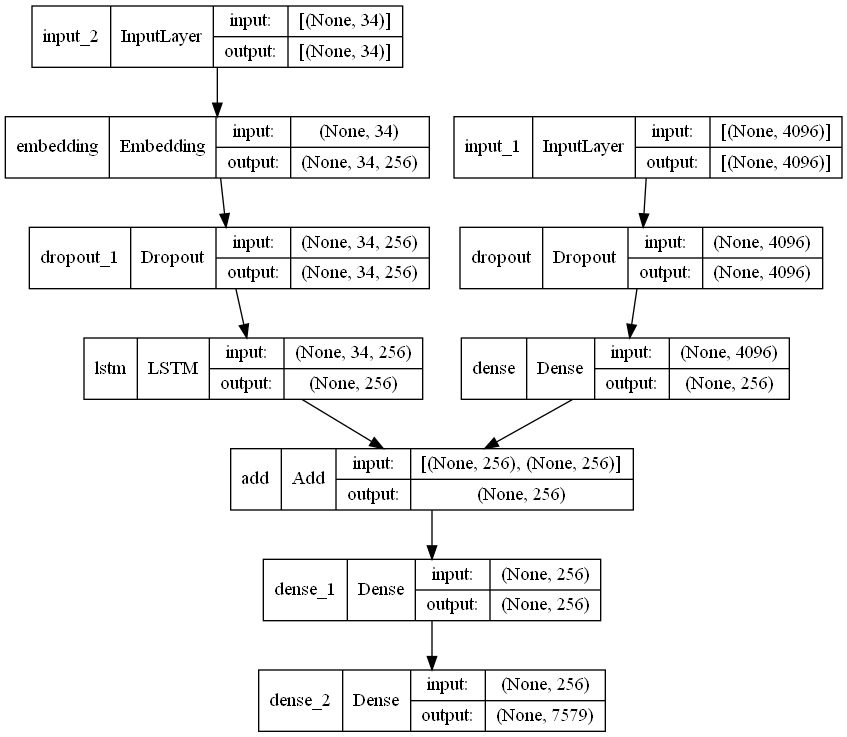 input_2 InputLayer input: [(None, 34)]
output: [(None, 34)]
embedding Embedding input: (None, 34)
output: (None, 34, 256)
input_1 InputLayer input: [(None, 4096)]
output: [(None, 4096)]
dropout_1 Dropout input: (None, 34, 256)
output: (None, 34, 256)
dropout Dropout input: (None, 4096)
output: (None, 4096)
lstm LSTM input: (None, 34, 256)
output: (None, 256)
dense Dense input: (None, 4096)
output: (None, 256)
add Add input: [(None, 256), (None, 256)]
output: (None, 256)
dense_1 Dense input: (None, 256)
output: (None, 256)
dense_2 Dense input: (None, 256)
output: (None, 7579)